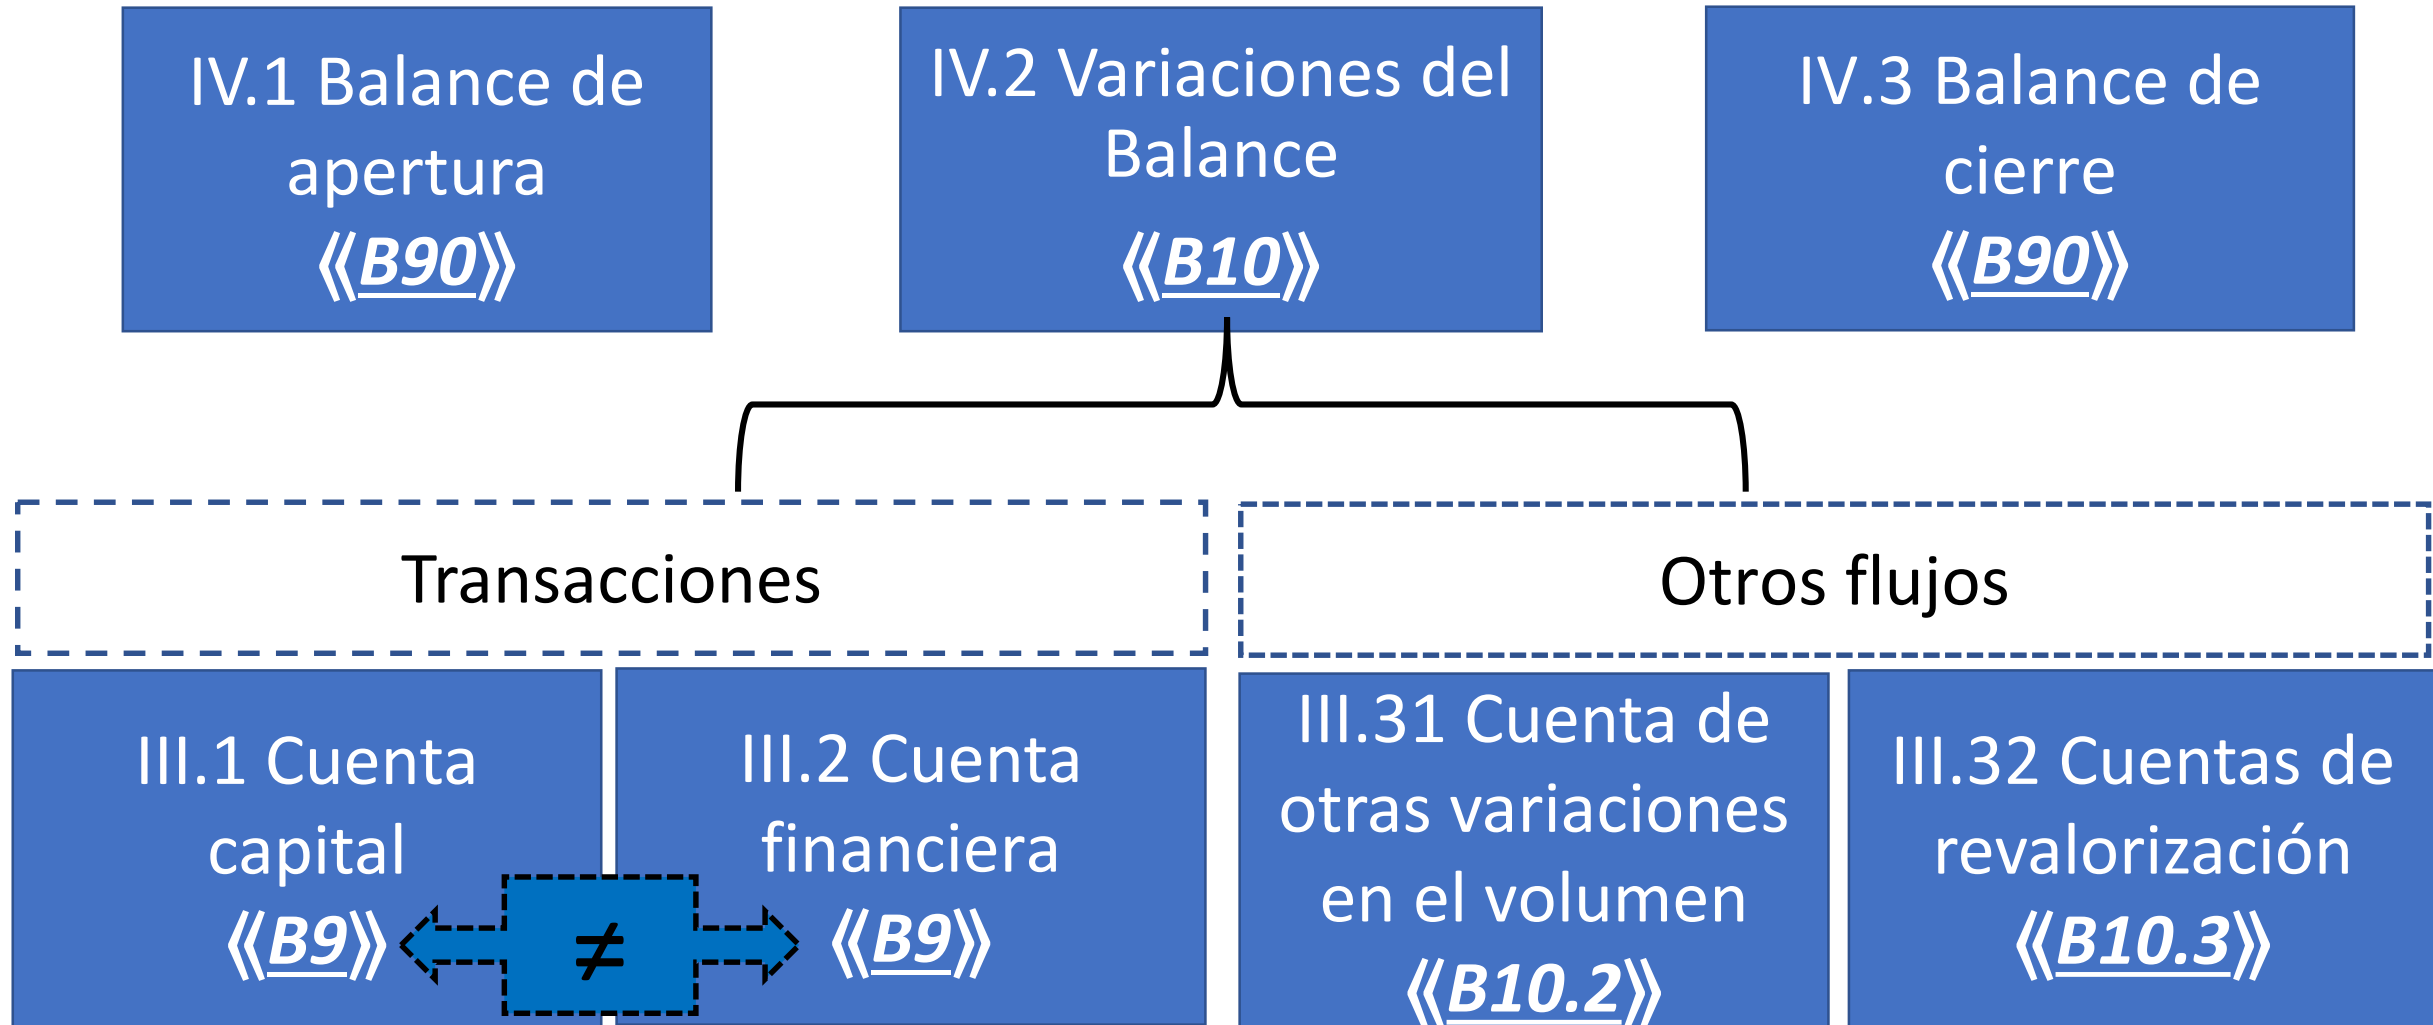 IV.1 Balance de
apertura
⟪B90⟫
IV.2 Variaciones del
Balance
⟪B10⟫
IV.3 Balance de
cierre
⟪B90⟫
Transacciones
Otros flujos
III.1 Cuenta
capital
⟪B9⟫
≠
III.2 Cuenta
financiera
⟪B9⟫
III.31 Cuenta de
otras variaciones
en el volumen
⟪B10.2⟫
III.32 Cuentas de
revalorización
⟪B10.3⟫